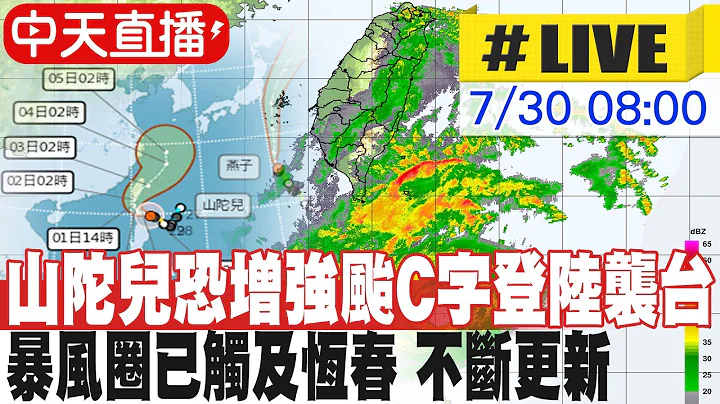 中天直播
# LIVE
7/30 08:00
05日02時
04日02時
03日02時
02日02時
01日14時
燕子
山陀兒
dBZ
65
35
30
25
20
山陀兒恐增強颱C字登陸襲台
暴風圈已觸及恆春 不斷更新